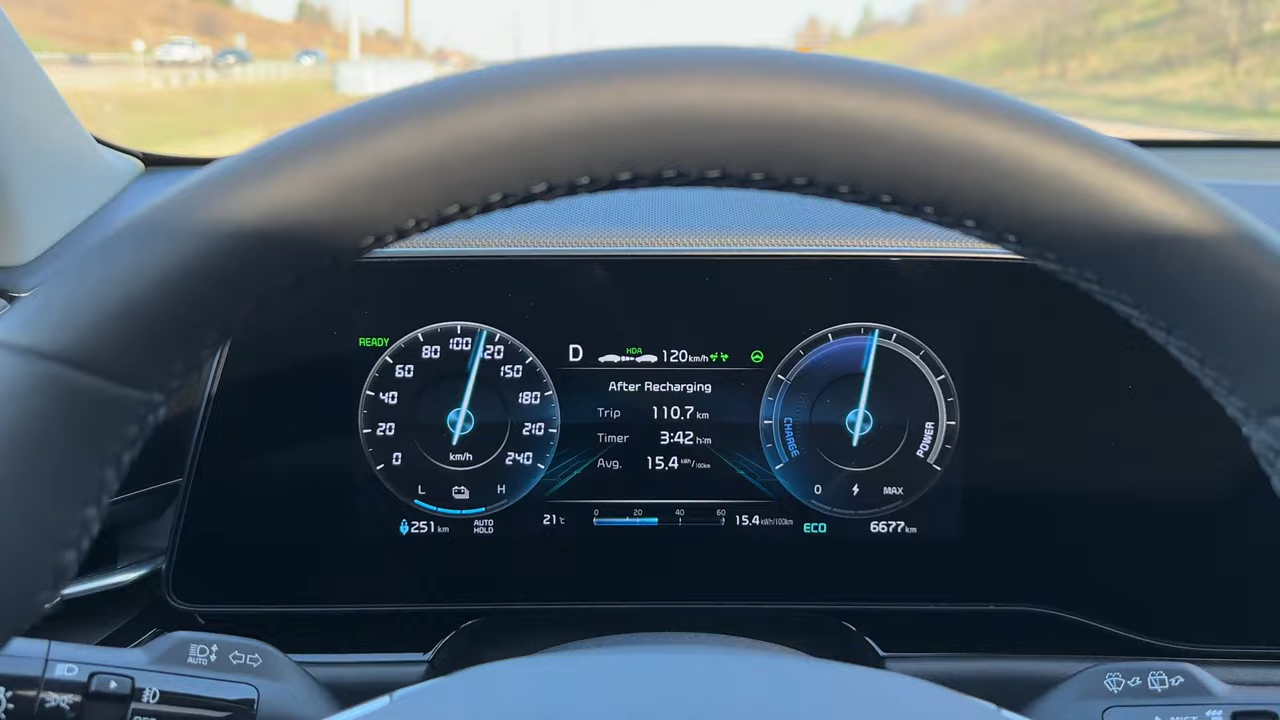 READY
0 20 40 60 80 100 120 150 180 210 240
km/h
L H
251 km
AUTO HOLD
D HDA 120km/h
After Recharging
Trip 110.7 km
Timer 3:42 h:m
Avg. 15.4 kWh/100km
21℃
0 20 40 60
15.4 kWh/100km
CHARGE
POWER
0 MAX
ECO
6677km
AUTO